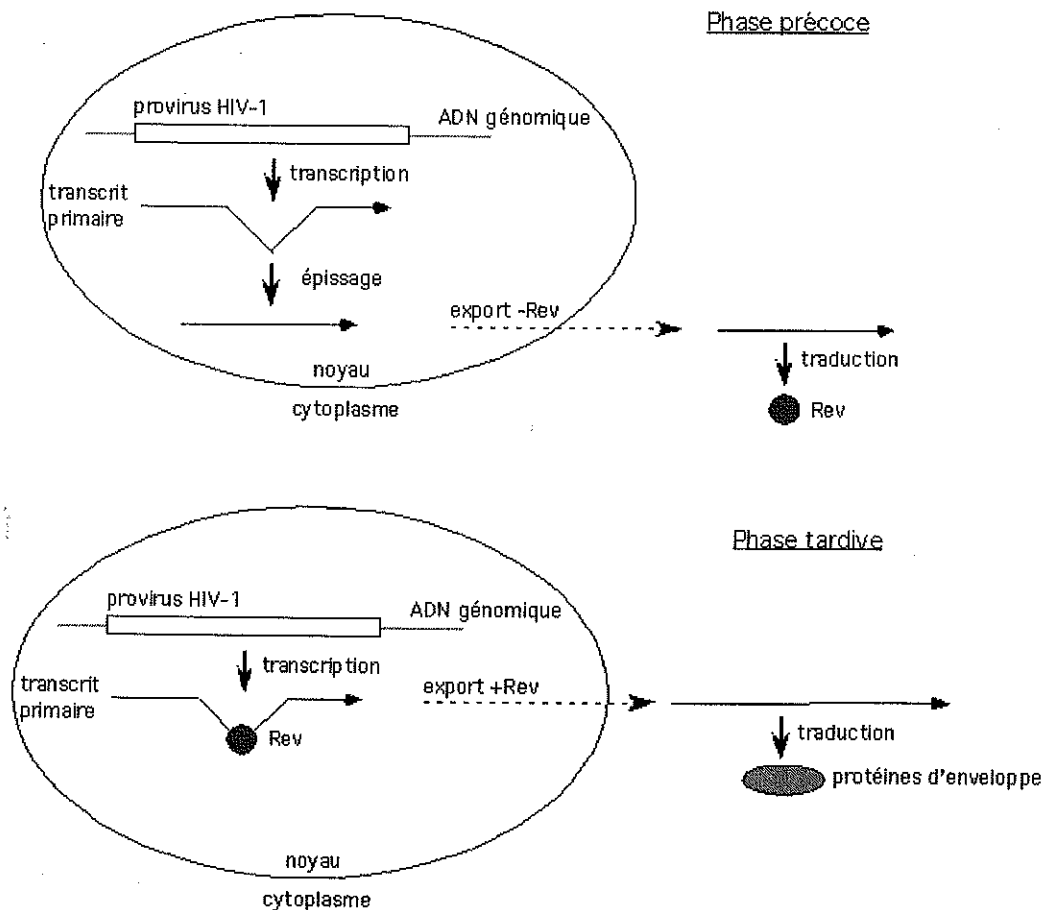 Phase précoce
provirus HIV-1
ADN génomique
transcription
transcrit
primaire
épissage
export -Rev
traduction
noyau
cytoplasme
Rev
Phase tardive
provirus HIV-1
ADN génomique
transcription
transcrit
primaire
export +Rev
Rev
traduction
protéines d'enveloppe
noyau
cytoplasme